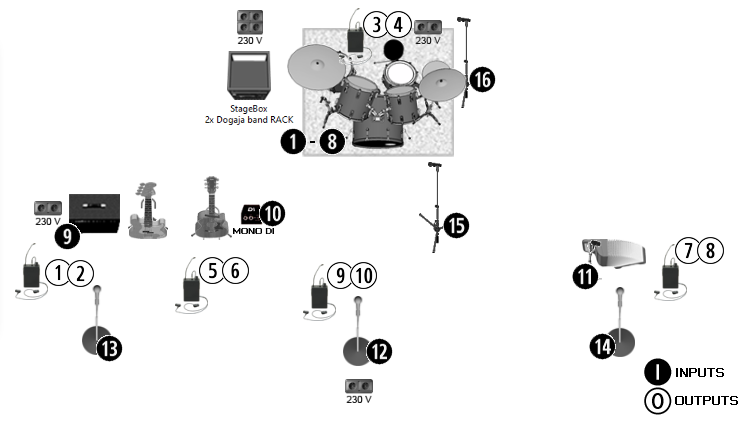 3 4
230 V
230 V
16
StageBox
2x Dogaja band RACK
1 - 8
230 V
9
DI
10
MONO DI
15
1 2
5 6
9 10
11
7 8
13
12
14
230 V
I INPUTS
O OUTPUTS